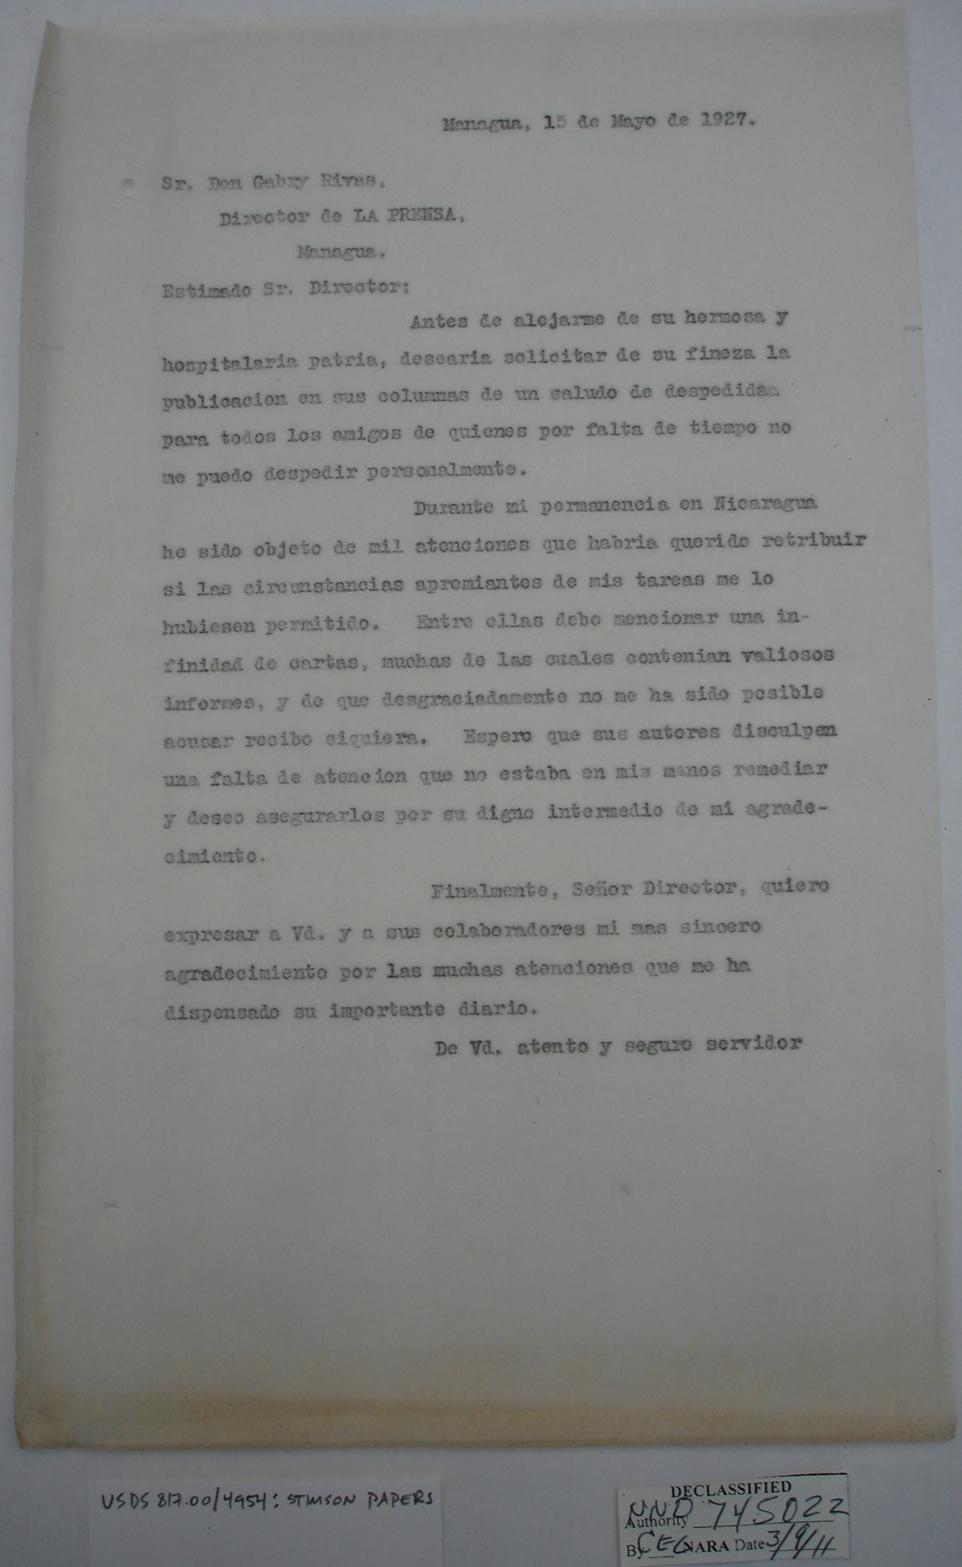 Managua, 15 de Mayo de 1927.
Sr. Don Gabry Rivas,
Director de LA PRENSA,
Managua.
Estimado Sr. Director:
Antes de alejarme de su hermosa y
hospitalaria patria, desearia solicitar de su fineza la
publicacion en sus columnas de un saludo de despedida
para todos los amigos de quienes por falta de tiempo no
me puedo despedir personalmente.
Durante mi permanencia en Nicaragua
he sido objeto de mil atenciones que habria querido retribuir
si las circunstancias apremiantes de mis tareas me lo
hubiesen permitido. Entre ellas debo mencionar una in-
finidad de cartas, muchas de las cuales contenian valiosos
informes, y de que desgraciadamente no me ha sido posible
acusar recibo siquiera. Espero que sus autores disculpen
una falta de atencion que no estaba en mis manos remediar
y deseo asegurarlos por su digno intermedio de mi agrade-
cimiento.
Finalmente, Señor Director, quiero
expresar a Vd. y a sus colaboradores mi mas sincero
agradecimiento por las muchas atenciones que me ha
dispensado su importante diario.
De Vd. atento y seguro servidor
USDS 817.00/4954: STIMSON PAPERS
DECLASSIFIED
Authority NND 745022
By CEG NARA Date 3/9/11